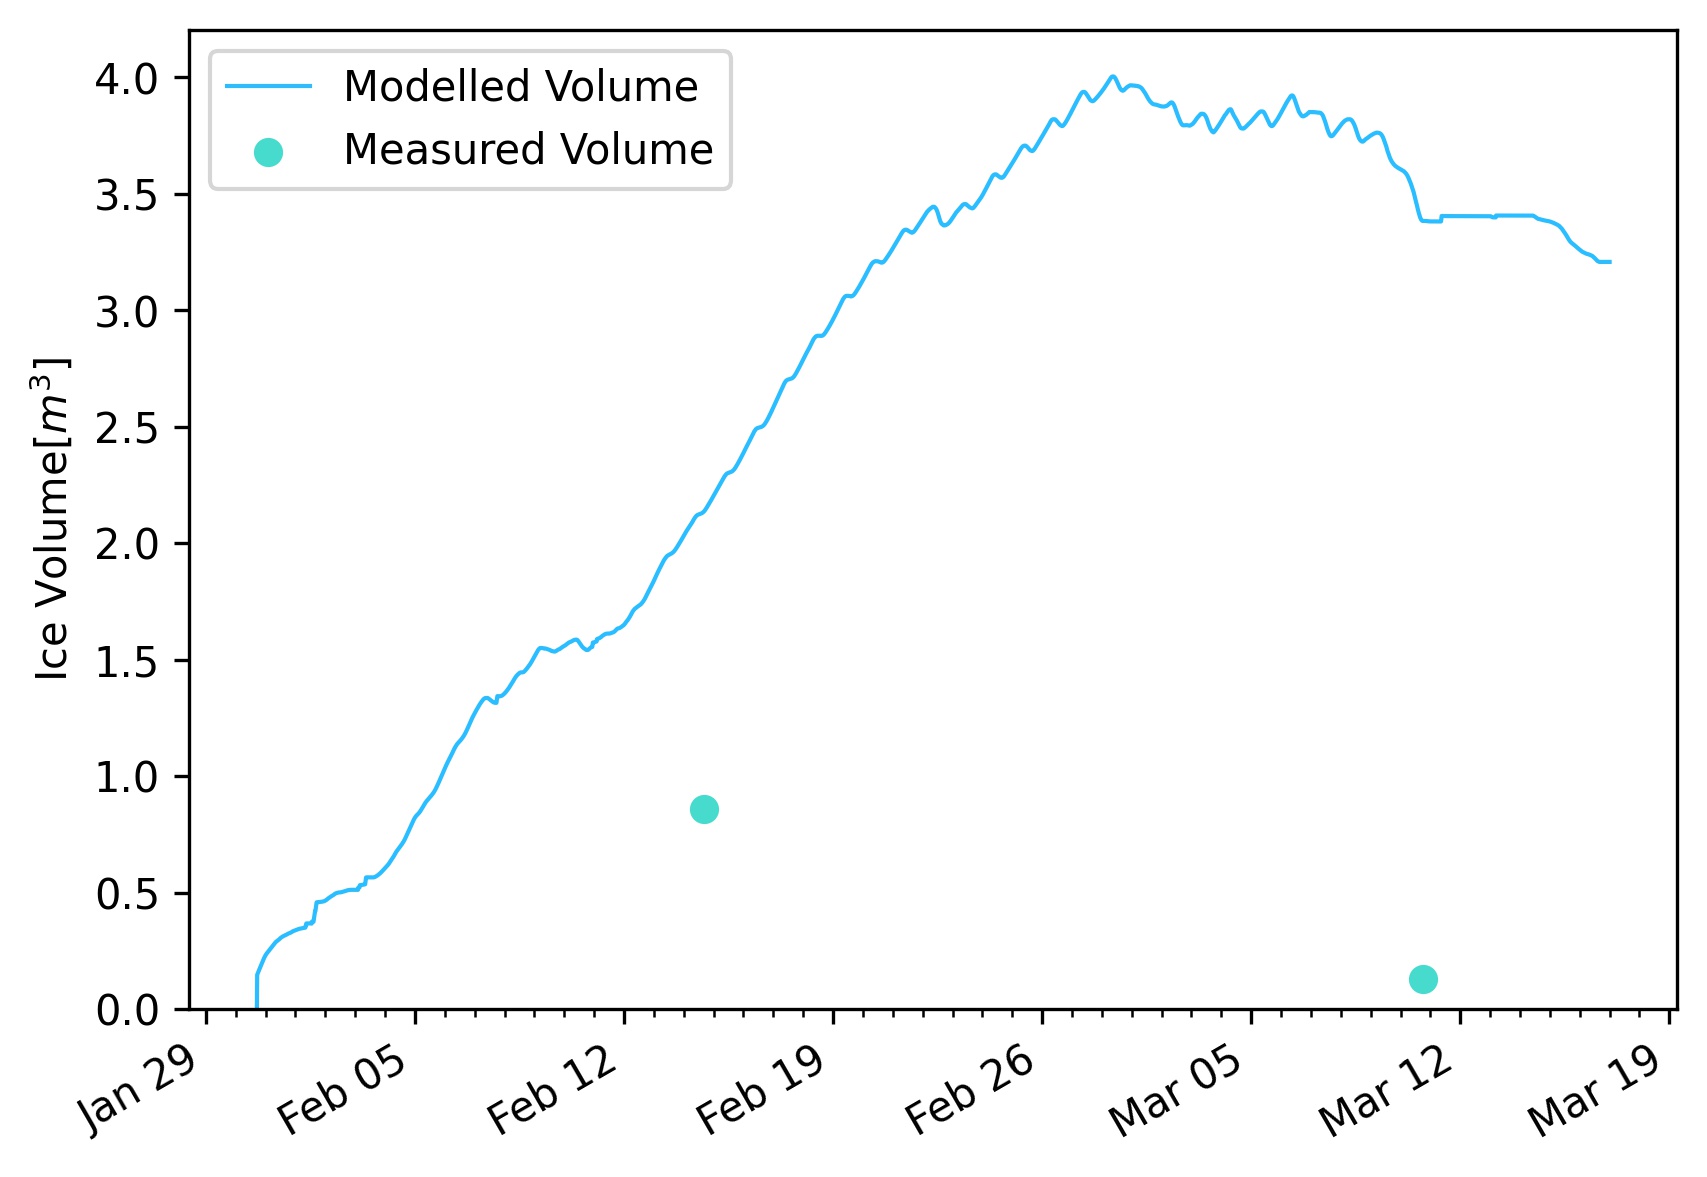 Modelled Volume
Measured Volume
Ice Volume[$m^3$]
4.0
3.5
3.0
2.5
2.0
1.5
1.0
0.5
0.0
Jan 29
Feb 05
Feb 12
Feb 19
Feb 26
Mar 05
Mar 12
Mar 19